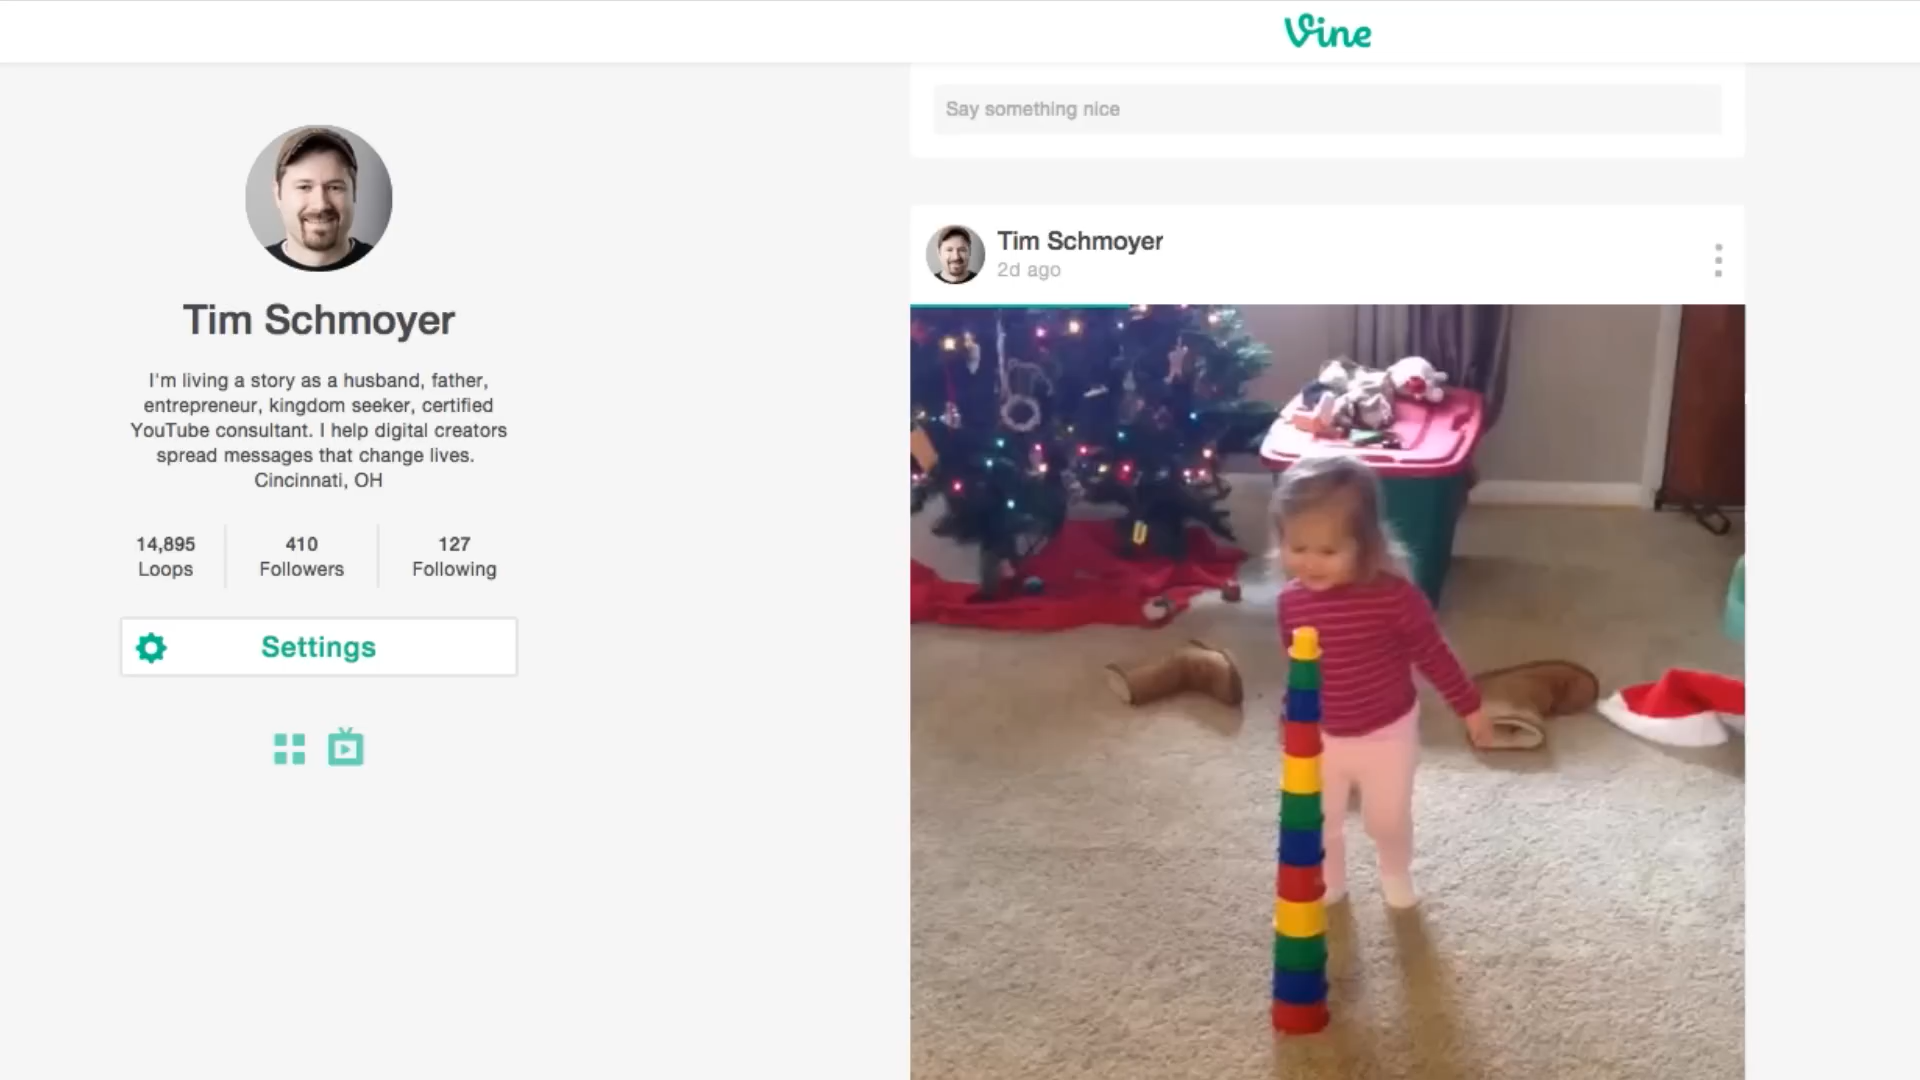 Vine
Say something nice
Tim Schmoyer
2d ago
Tim Schmoyer
I'm living a story as a husband, father,
entrepreneur, kingdom seeker, certified
YouTube consultant. I help digital creators
spread messages that change lives.
Cincinnati, OH
14,895
Loops
410
Followers
127
Following
Settings